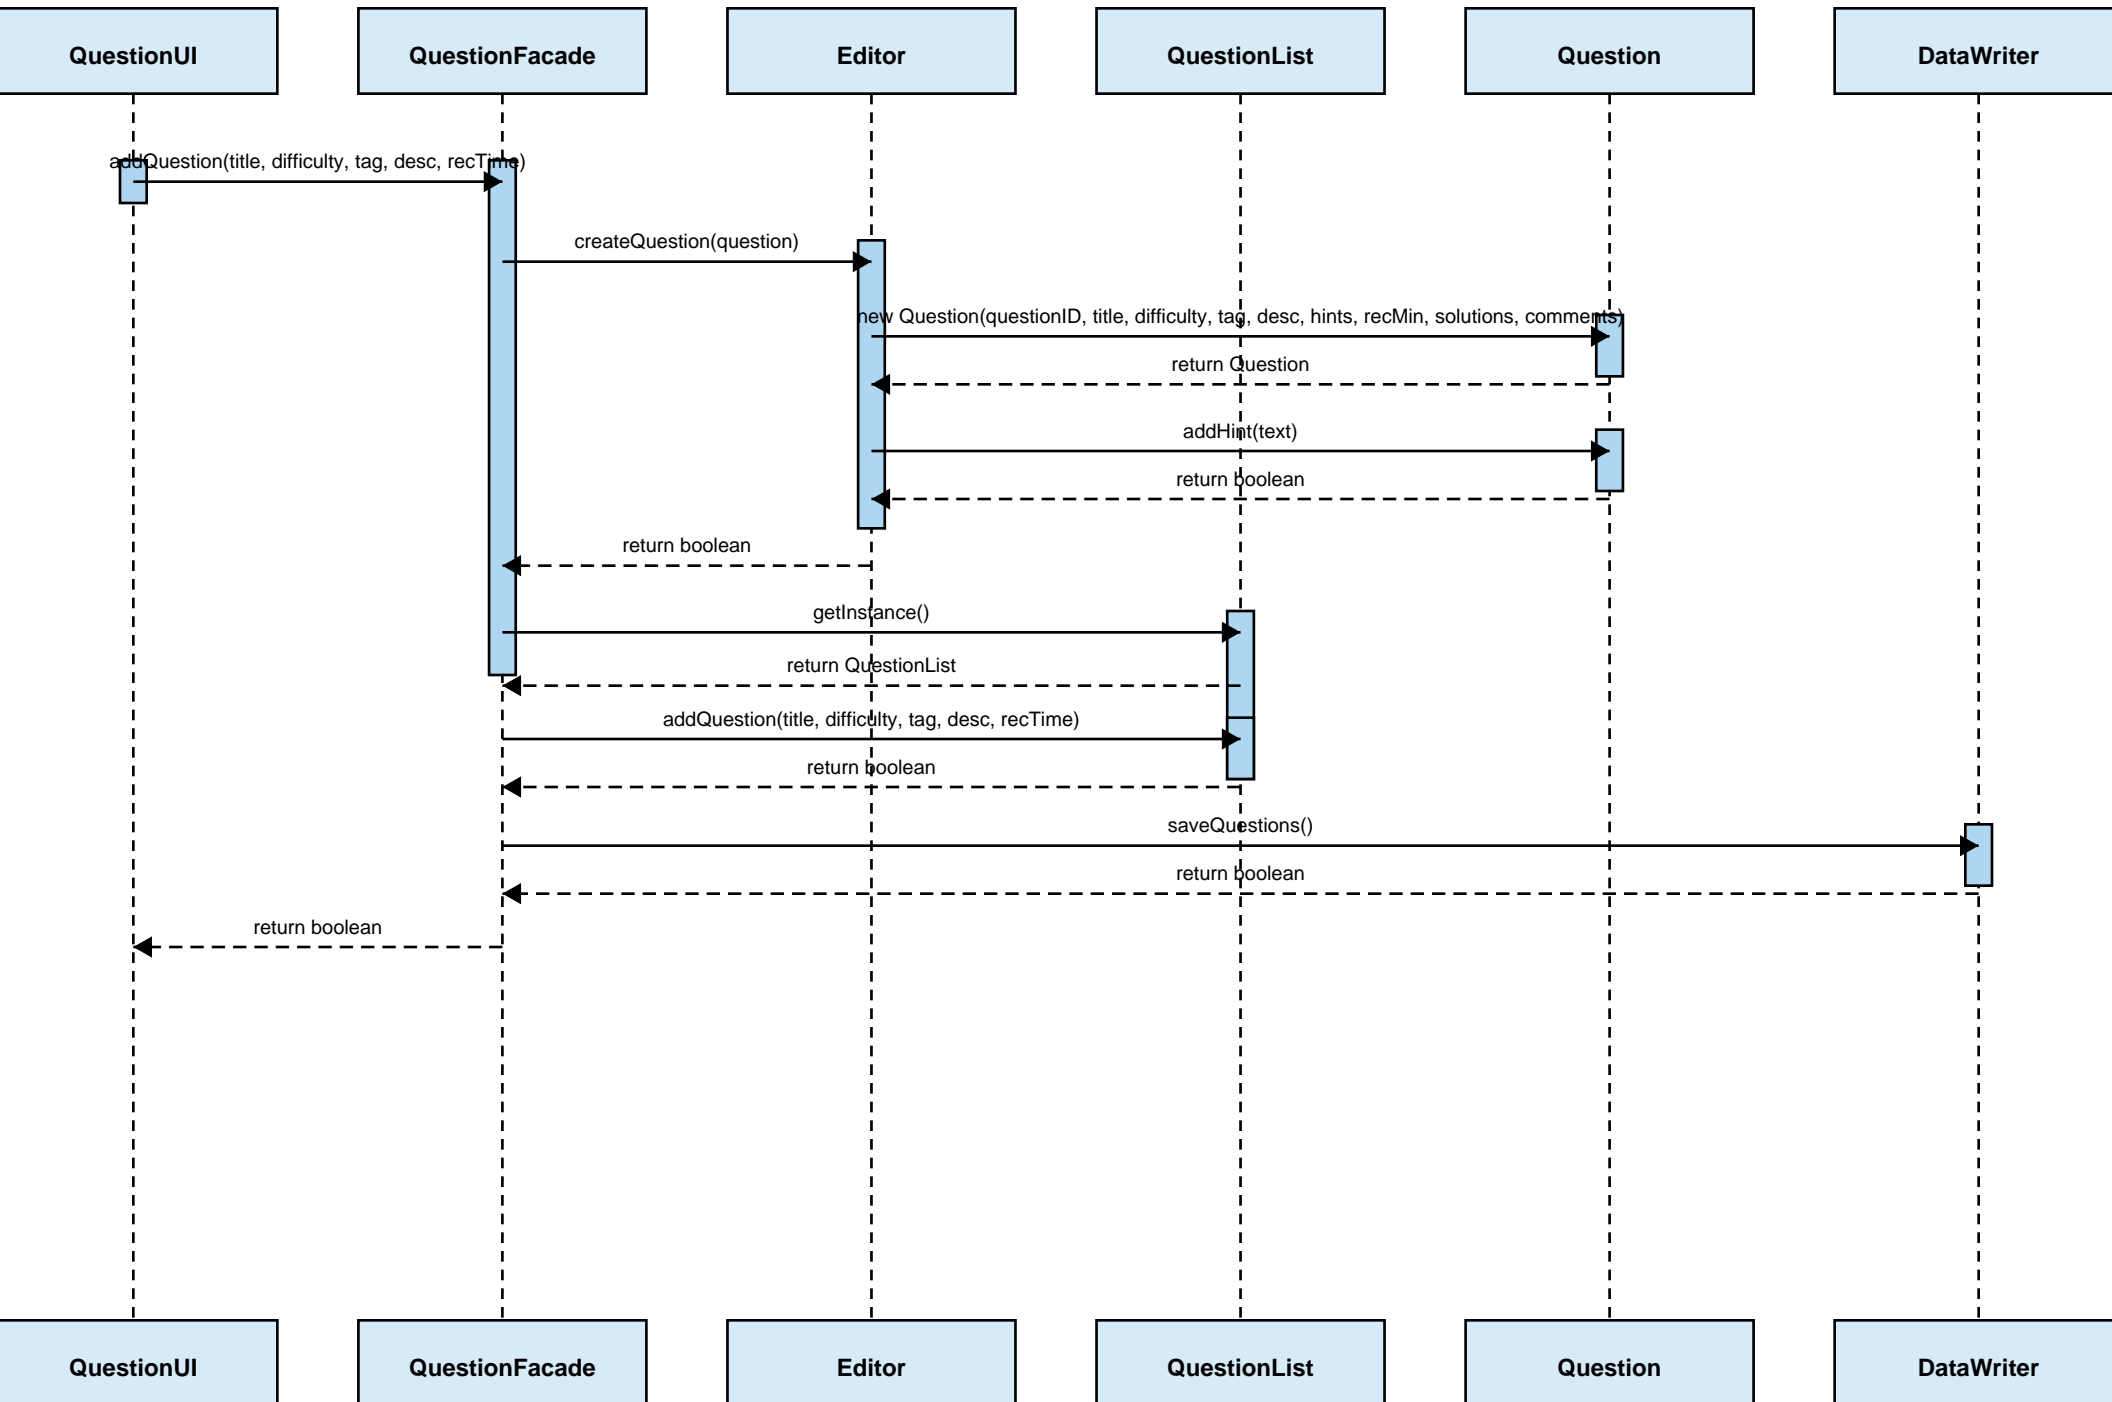 QuestionUI
QuestionFacade
Editor
QuestionList
Question
DataWriter
addQuestion(title, difficulty, tag, desc, recTime)
createQuestion(question)
new Question(questionID, title, difficulty, tag, desc, hints, recMin, solutions, comments)
return Question
addHint(text)
return boolean
return boolean
getInstance()
return QuestionList
addQuestion(title, difficulty, tag, desc, recTime)
return boolean
saveQuestions()
return boolean
return boolean
QuestionUI
QuestionFacade
Editor
QuestionList
Question
DataWriter